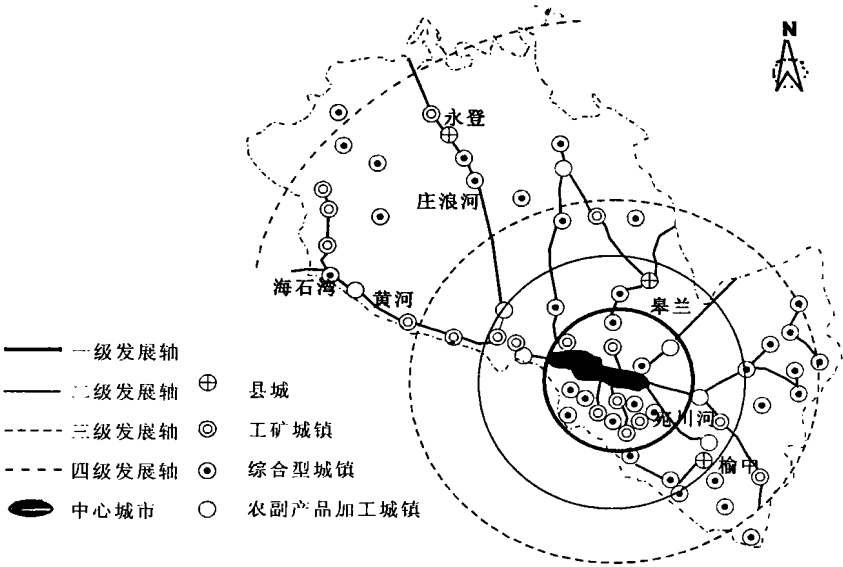 N
永登
庄浪河
海石湾
黄河
皋兰
宛川河
榆中
一级发展轴
二级发展轴
县城
三级发展轴
工矿城镇
四级发展轴
综合型城镇
中心城市
农副产品加工城镇